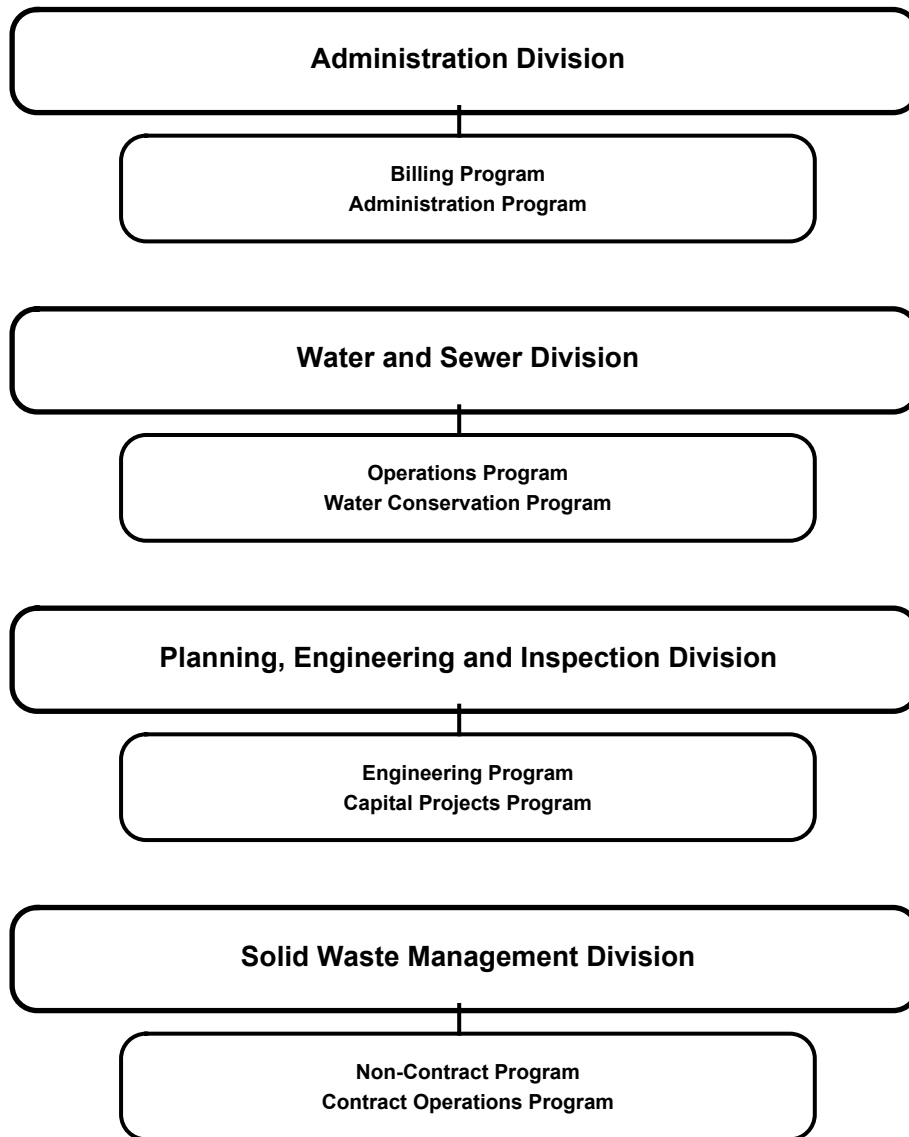 Administration Division
Billing Program
Administration Program
Water and Sewer Division
Operations Program
Water Conservation Program
Planning, Engineering and Inspection Division
Engineering Program
Capital Projects Program
Solid Waste Management Division
Non-Contract Program
Contract Operations Program